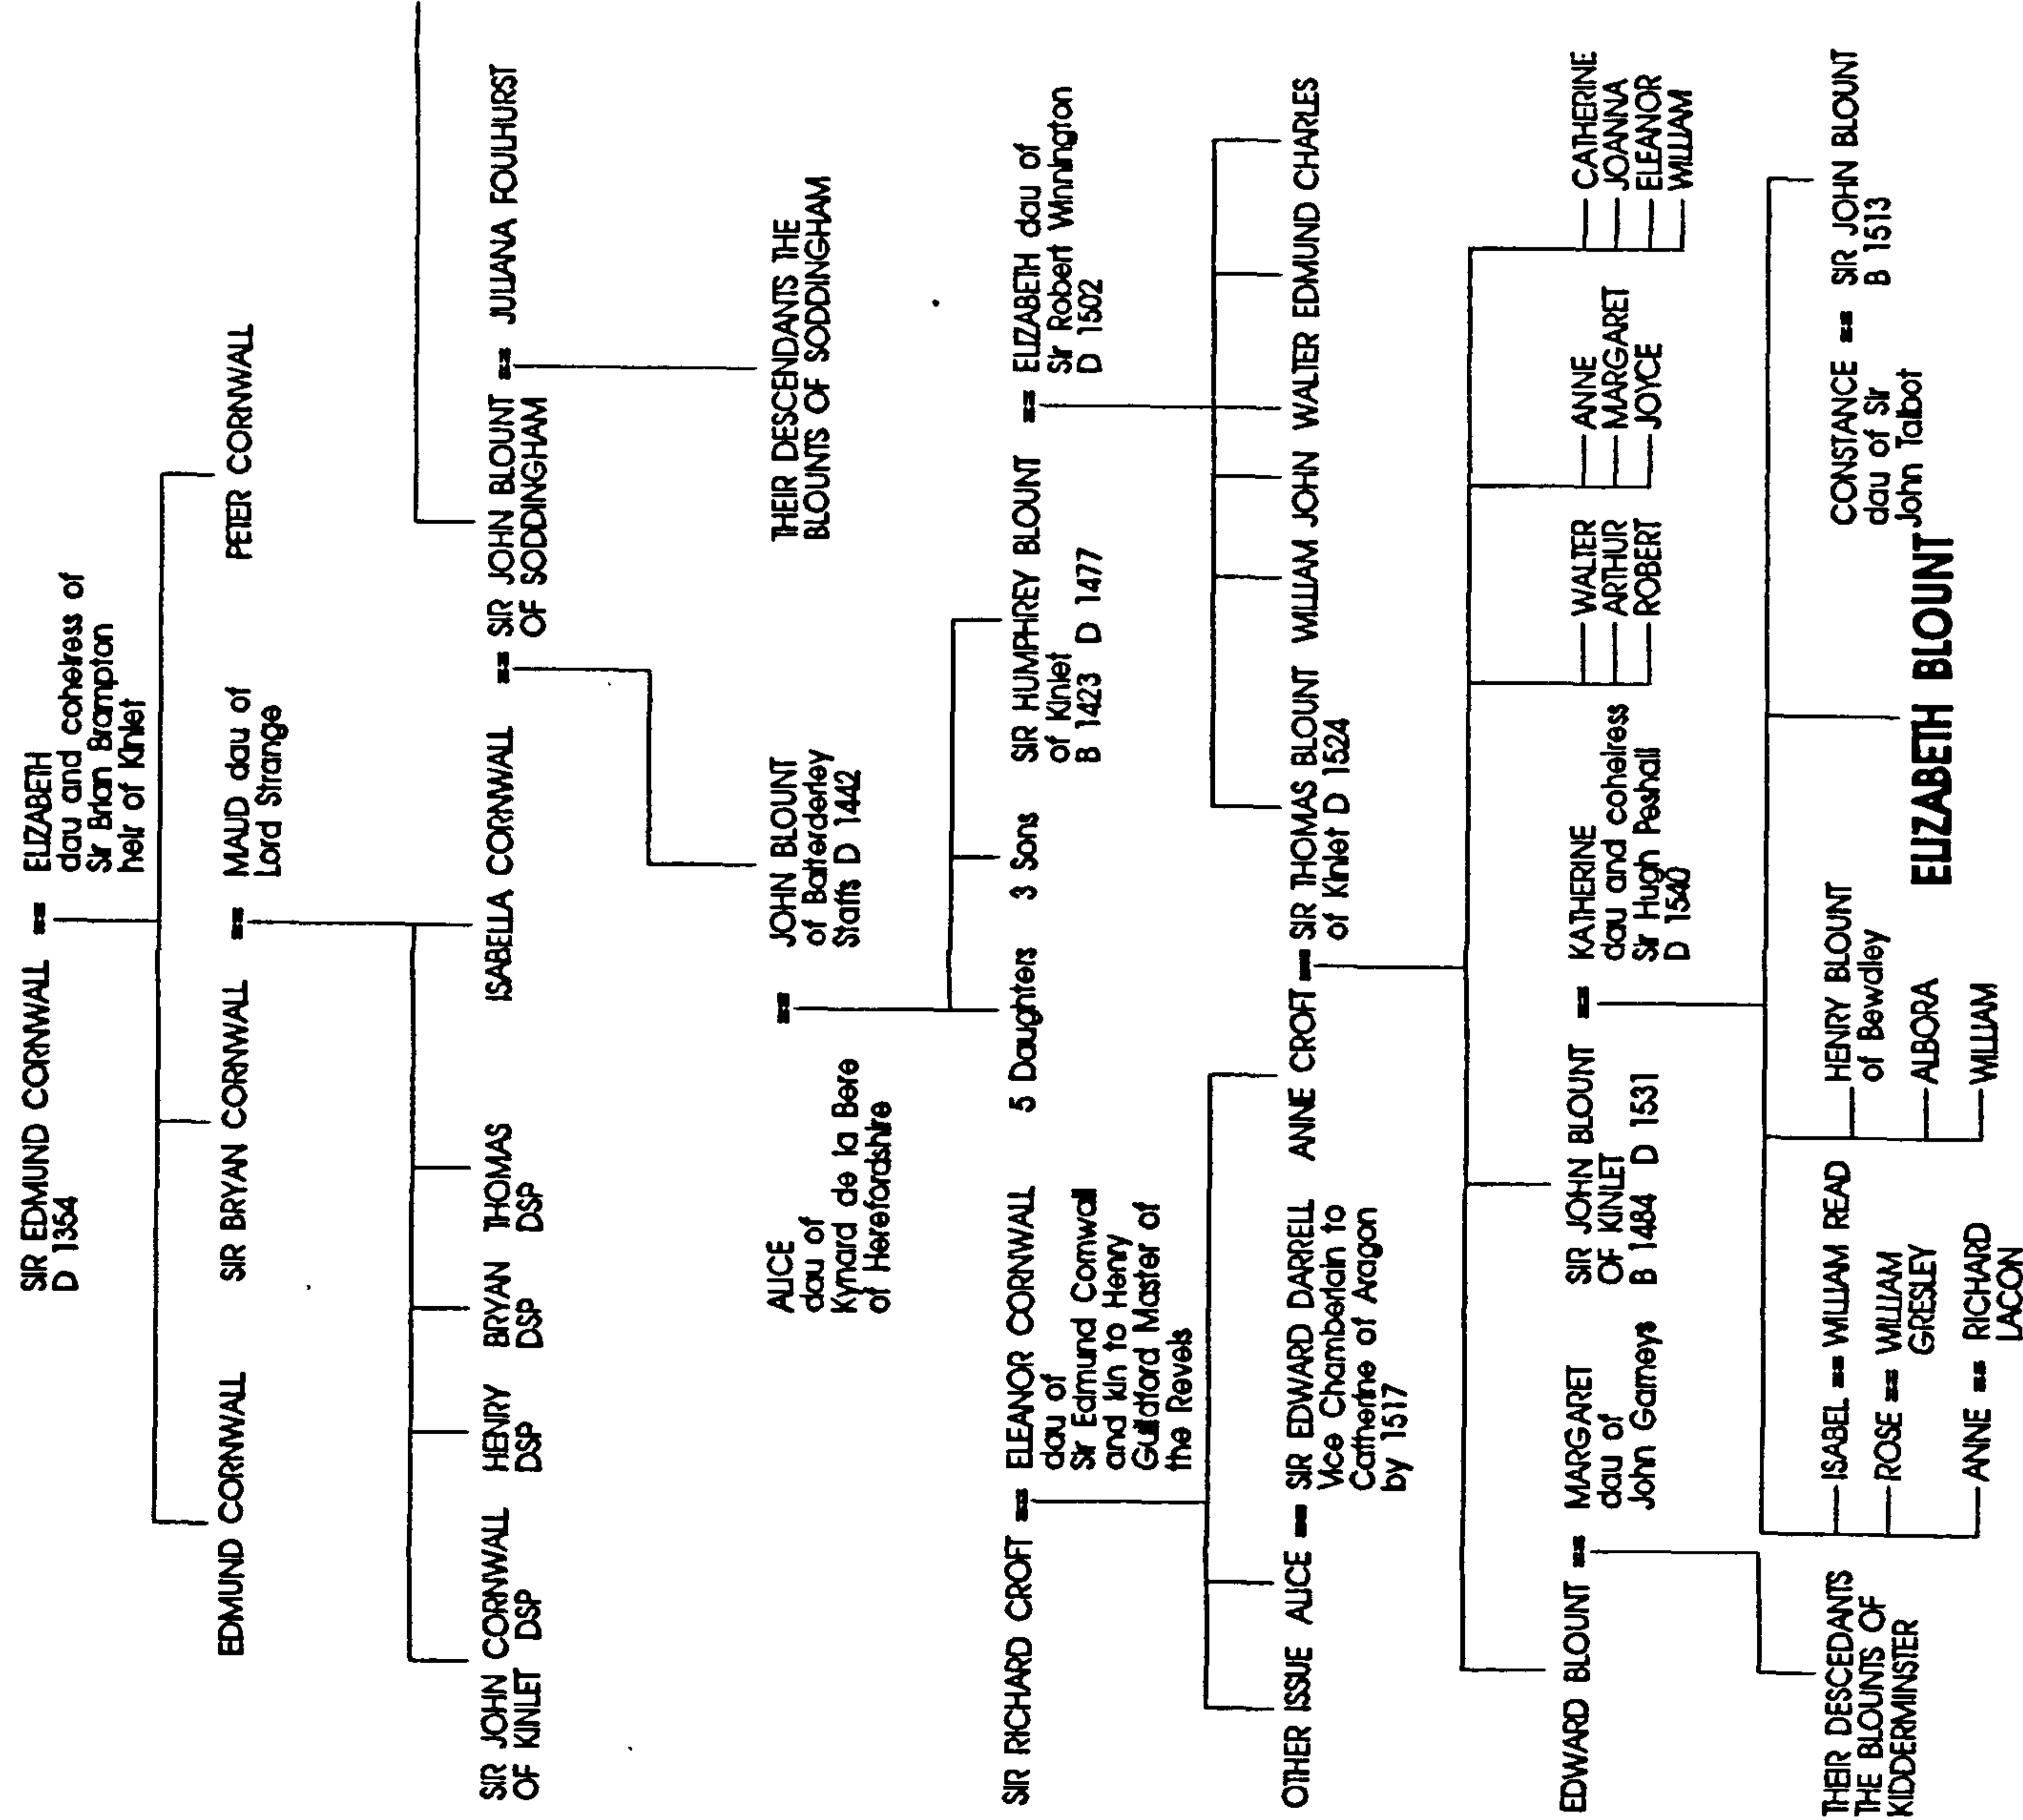 SIR EDMUND CORNWALL == ELIZABETH
D 1354
dau and coheiress of
Sir Brian Brampton
heir of Kinlet
EDMUND CORNWALL
SIR BRYAN CORNWALL == MAUD dau of
Lord Strange
PETER CORNWALL
SIR JOHN CORNWALL
OF KINLET DSP
HENRY
DSP
BRYAN
DSP
THOMAS
DSP
ISABELLA CORNWALL == SIR JOHN BLOUNT == JULIANA FOULHURST
OF SODDINGHAM
ALICE ==
dau of
Kynard de la Bere
of Herefordshire
JOHN BLOUNT
of Batterderley
Staffs D 1442
THEIR DESCENDANTS THE
BLOUNTS OF SODDINGHAM
SIR RICHARD CROFT == ELEANOR CORNWALL
dau of
Sir Edmund Cornwall
and kin to Henry
Guildford Master of
the Revels
5 Daughters
3 Sons
SIR HUMPHREY BLOUNT ==
of Kinlet
B 1423 D 1477
ELIZABETH dau of
Sir Robert Winnington
D 1502
OTHER ISSUE
ALICE == SIR EDWARD DARRELL
Vice Chamberlain to
Catherine of Aragon
by 1517
ANNE CROFT == SIR THOMAS BLOUNT
of Kinlet D 1524
WILLIAM JOHN WALTER EDMUND CHARLES
EDWARD BLOUNT == MARGARET
dau of
John Garneys
SIR JOHN BLOUNT ==
OF KINLET
B 1484 D 1531
KATHERINE
dau and coheiress
Sir Hugh Peshall
D 1540
WALTER
ARTHUR
ROBERT
ANNE
MARGARET
JOYCE
CATHERINE
JOANNA
ELEANOR
WILLIAM
THEIR DESCEDANTS
THE BLOUNTS OF
KIDDERMINSTER
ISABEL == WILLIAM READ
ROSE == WILLIAM
GRESLEY
ANNE == RICHARD
LACON
HENRY BLOUNT
of Bewdley
ALBORA
WILLIAM
ELIZABETH BLOUNT
CONSTANCE == SIR JOHN BLOUNT
dau of Sir
John Talbot
B 1513